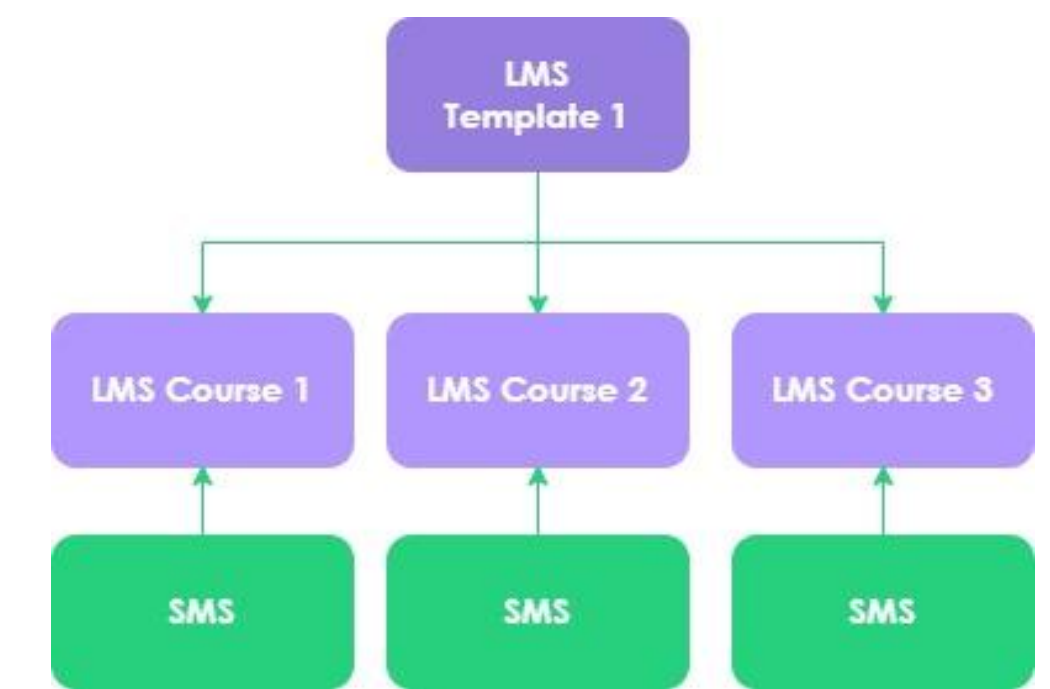 LMS
Template 1
LMS Course 1
LMS Course 2
LMS Course 3
SMS
SMS
SMS